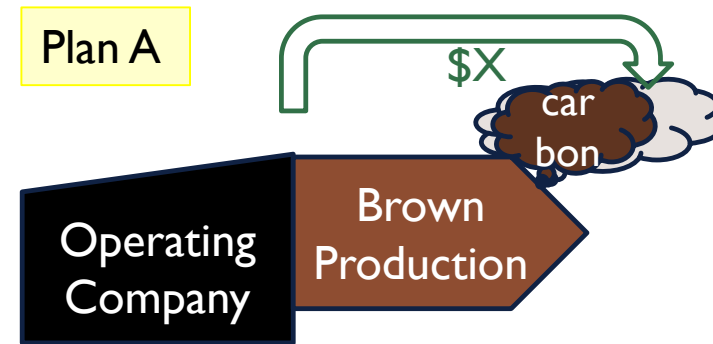 Plan A
$X
car
bon
Operating
Company
Brown
Production